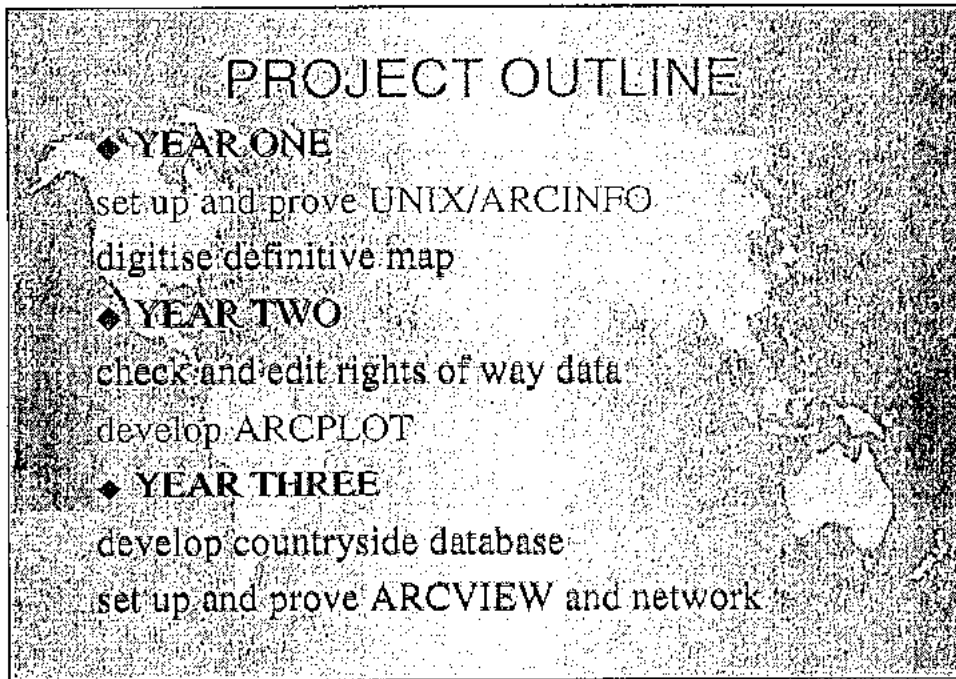 PROJECT OUTLINE
◆ YEAR ONE
set up and prove UNIX/ARCINFO
digitise definitive map
◆ YEAR TWO
check and edit rights of way data
develop ARCPLOT
◆ YEAR THREE
develop countryside database
set up and prove ARCVIEW and network